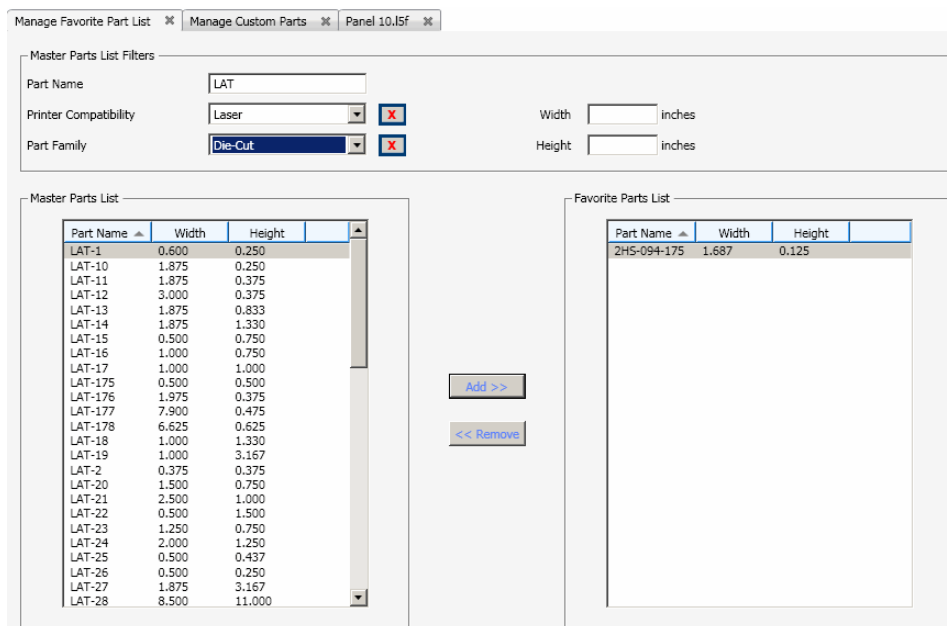 Manage Favorite Part List ✖ Manage Custom Parts ✖ Panel 10.l5f ✖
Master Parts List Filters
Part Name LAT
Printer Compatibility Laser X Width inches
Part Family Die-Cut X Height inches
Master Parts List
Part Name Width Height
LAT-1 0.600 0.250
LAT-10 1.875 0.250
LAT-11 1.875 0.375
LAT-12 3.000 0.375
LAT-13 1.875 0.833
LAT-14 1.875 1.330
LAT-15 0.500 0.750
LAT-16 1.000 0.750
LAT-17 1.000 1.000
LAT-175 0.500 0.500
LAT-176 1.975 0.375
LAT-177 7.900 0.475
LAT-178 6.625 0.625
LAT-18 1.000 1.330
LAT-19 1.000 3.167
LAT-2 0.375 0.375
LAT-20 1.500 0.750
LAT-21 2.500 1.000
LAT-22 0.500 1.500
LAT-23 1.250 0.750
LAT-24 2.000 1.250
LAT-25 0.500 0.437
LAT-26 0.500 0.250
LAT-27 1.875 3.167
LAT-28 8.500 11.000
Add >>
<< Remove
Favorite Parts List
Part Name Width Height
2HS-094-175 1.687 0.125